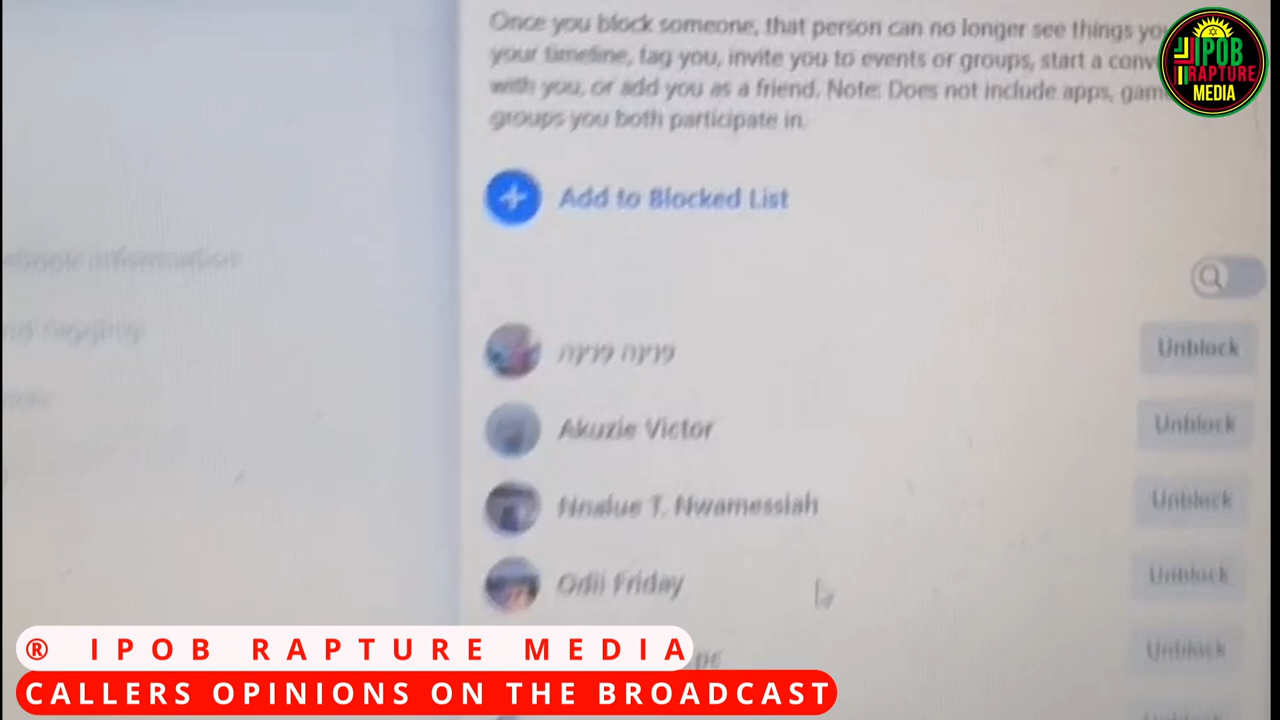 Once you block someone, that person can no longer see things yo
your timeline, tag you, invite you to events or groups, start a conv
with you, or add you as a friend. Note: Does not include apps, gam
groups you both participate in.
IPOB
RAPTURE
MEDIA
Add to Blocked List
Unblock
Akuzie Victor
Unblock
T. Nwamessiah
Unblock
Odii Friday
Unblock
Unblock
® IPOB RAPTURE MEDIA
CALLERS OPINIONS ON THE BROADCAST